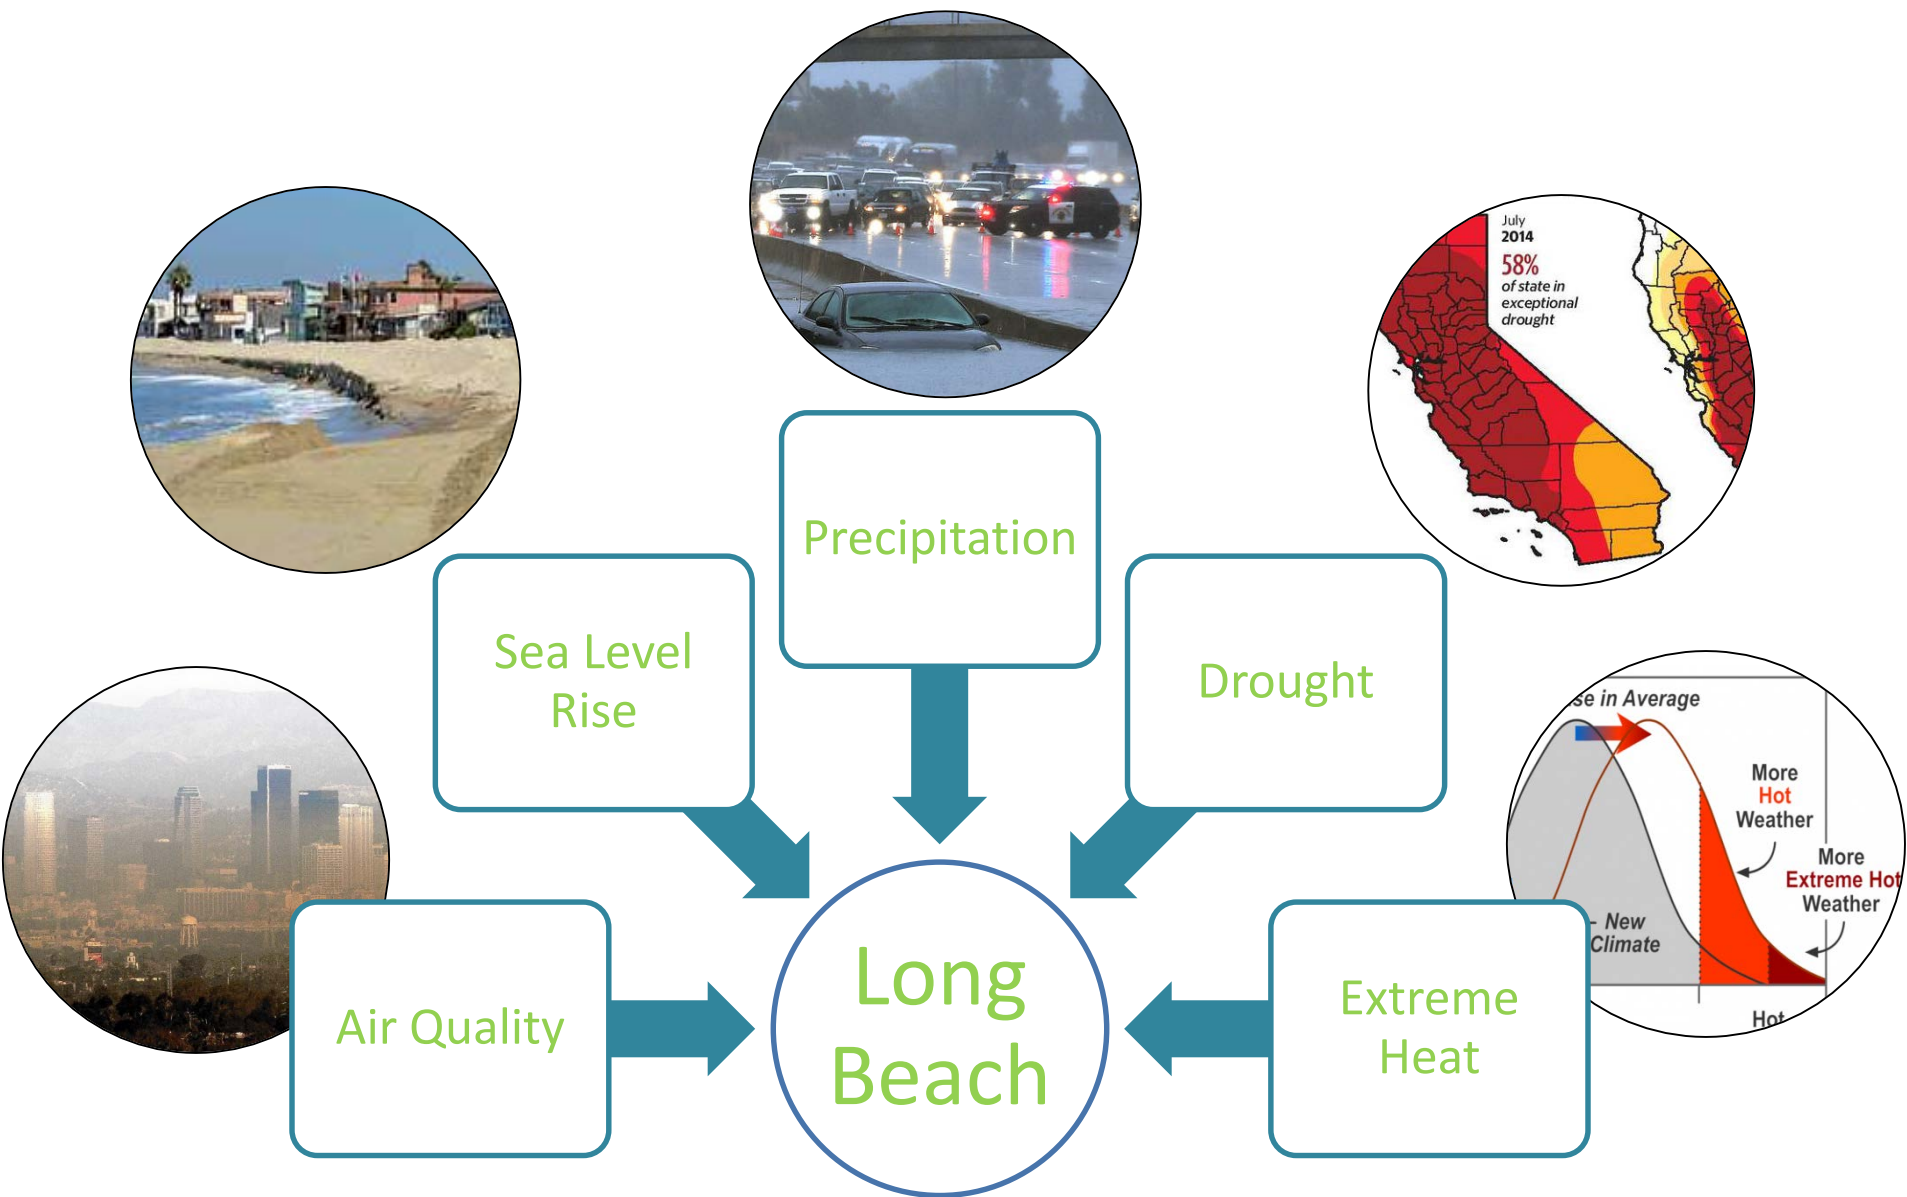 July
2014
58%
of state in
exceptional
drought
Precipitation
Sea Level
Rise
Drought
Air Quality
Long
Beach
Extreme
Heat
in Average
More
Hot
Weather
More
Extreme Hot
Weather
New
Climate
Hot